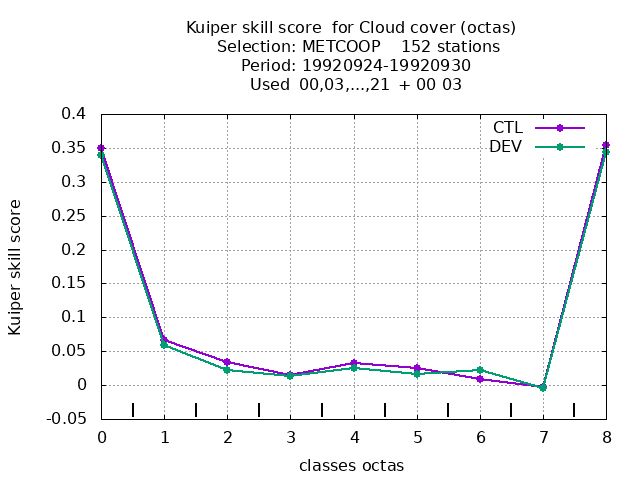 Kuiper skill score  for Cloud cover (octas)
Selection: METCOOP    152 stations
Period: 19920924-19920930
Used  00,03,...,21  + 00 03
CTL
DEV
0.4
0.35
0.3
0.25
0.2
0.15
0.1
0.05
0
-0.05
Kuiper skill score
0 1 2 3 4 5 6 7 8
classes octas